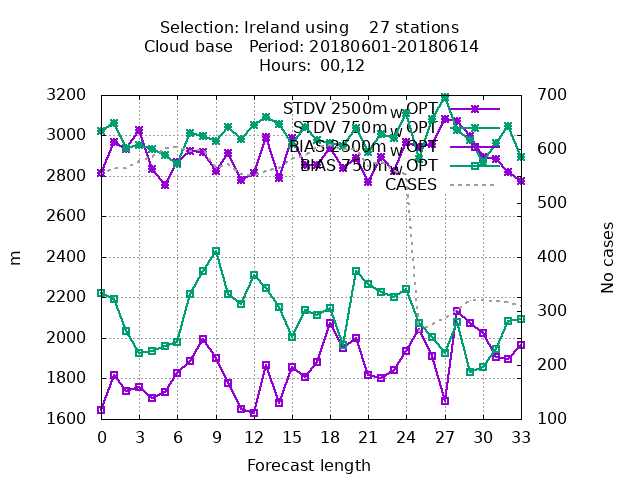 Selection: Ireland using 27 stations
Cloud base Period: 20180601-20180614
Hours: 00,12
3200
3000
2800
2600
2400
2200
2000
1800
1600
m
700
600
500
400
300
200
100
No cases
STDV 2500m w OPT
STDV 750m w OPT
BIAS 2500m w OPT
BIAS 750m w OPT
CASES
0 3 6 9 12 15 18 21 24 27 30 33
Forecast length